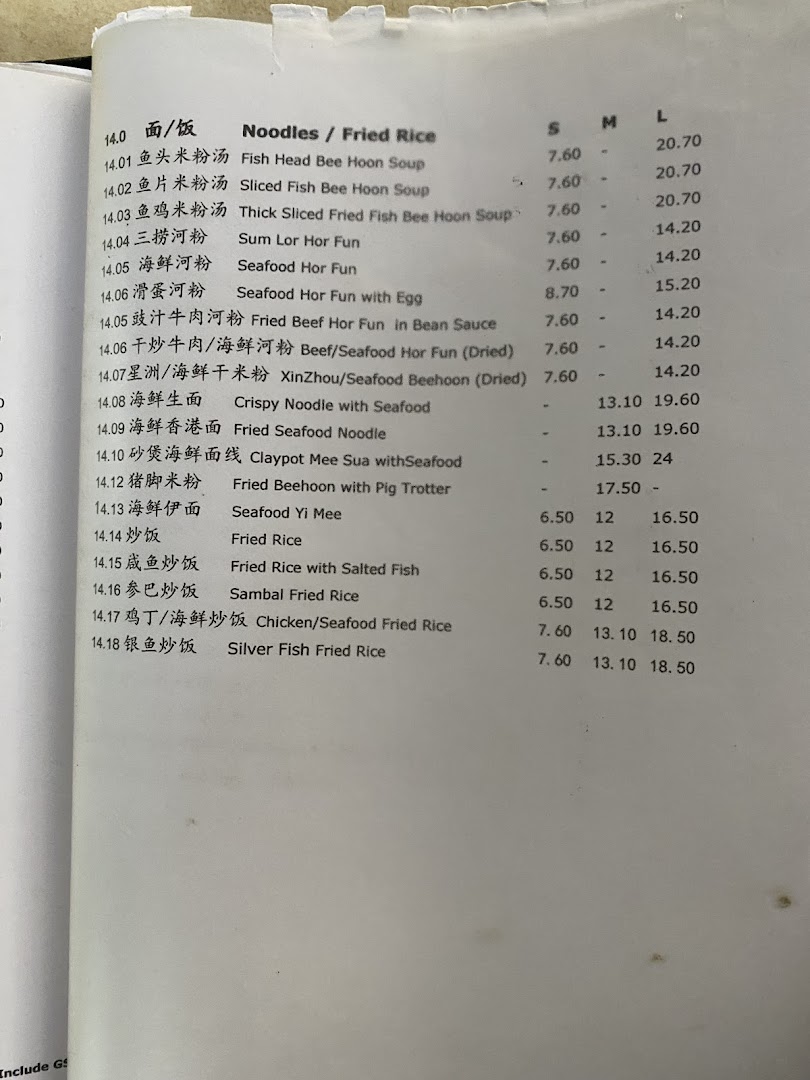 14.0 面/饭 Noodles / Fried Rice S M L
14.01 鱼头米粉汤 Fish Head Bee Hoon Soup 7.60 - 20.70
14.02 鱼片米粉汤 Sliced Fish Bee Hoon Soup 7.60 - 20.70
14.03 鱼鸡米粉汤 Thick Sliced Fried Fish Bee Hoon Soup 7.60 - 20.70
14.04 三捞河粉 Sum Lor Hor Fun 7.60 - 14.20
14.05 海鲜河粉 Seafood Hor Fun 7.60 - 14.20
14.06 滑蛋河粉 Seafood Hor Fun with Egg 8.70 - 15.20
14.05 豉汁牛肉河粉 Fried Beef Hor Fun in Bean Sauce 7.60 - 14.20
14.06 干炒牛肉/海鲜河粉 Beef/Seafood Hor Fun (Dried) 7.60 - 14.20
14.07 星洲/海鲜干米粉 XinZhou/Seafood Beehoon (Dried) 7.60 - 14.20
14.08 海鲜生面 Crispy Noodle with Seafood - 13.10 19.60
14.09 海鲜香港面 Fried Seafood Noodle - 13.10 19.60
14.10 砂煲海鲜面线 Claypot Mee Sua withSeafood - 15.30 24
14.12 猪脚米粉 Fried Beehoon with Pig Trotter - 17.50 -
14.13 海鲜伊面 Seafood Yi Mee 6.50 12 16.50
14.14 炒饭 Fried Rice 6.50 12 16.50
14.15 咸鱼炒饭 Fried Rice with Salted Fish 6.50 12 16.50
14.16 参巴炒饭 Sambal Fried Rice 6.50 12 16.50
14.17 鸡丁/海鲜炒饭 Chicken/Seafood Fried Rice 7.60 13.10 18.50
14.18 银鱼炒饭 Silver Fish Fried Rice 7.60 13.10 18.50
Include